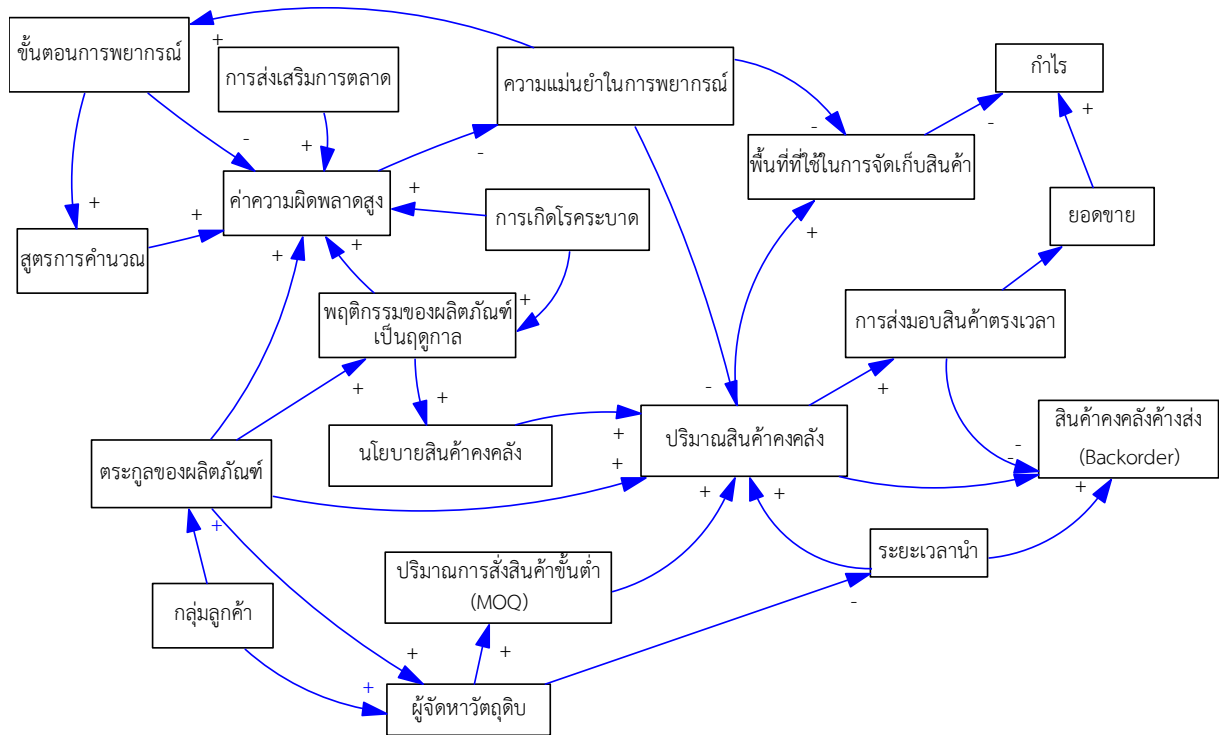 ขั้นตอนการพยากรณ์
+
การส่งเสริมการตลาด
ความแม่นยำในการพยากรณ์
กำไร
-
+
-
-
-
+
พื้นที่ที่ใช้ในการจัดเก็บสินค้า
ค่าความผิดพลาดสูง
+
การเกิดโรคระบาด
ยอดขาย
+
+
สูตรการคำนวณ
+
+
+
พฤติกรรมของผลิตภัณฑ์
เป็นฤดูกาล
+
การส่งมอบสินค้าตรงเวลา
+
+
-
+
นโยบายสินค้าคงคลัง
+
ปริมาณสินค้าคงคลัง
สินค้าคงคลังค้างส่ง
(Backorder)
-
-
ตระกูลของผลิตภัณฑ์
+
+
+
+
+
ระยะเวลานำ
ปริมาณการสั่งสินค้าขั้นต่ำ
(MOQ)
-
กลุ่มลูกค้า
+
+
+
ผู้จัดหาวัตถุดิบ